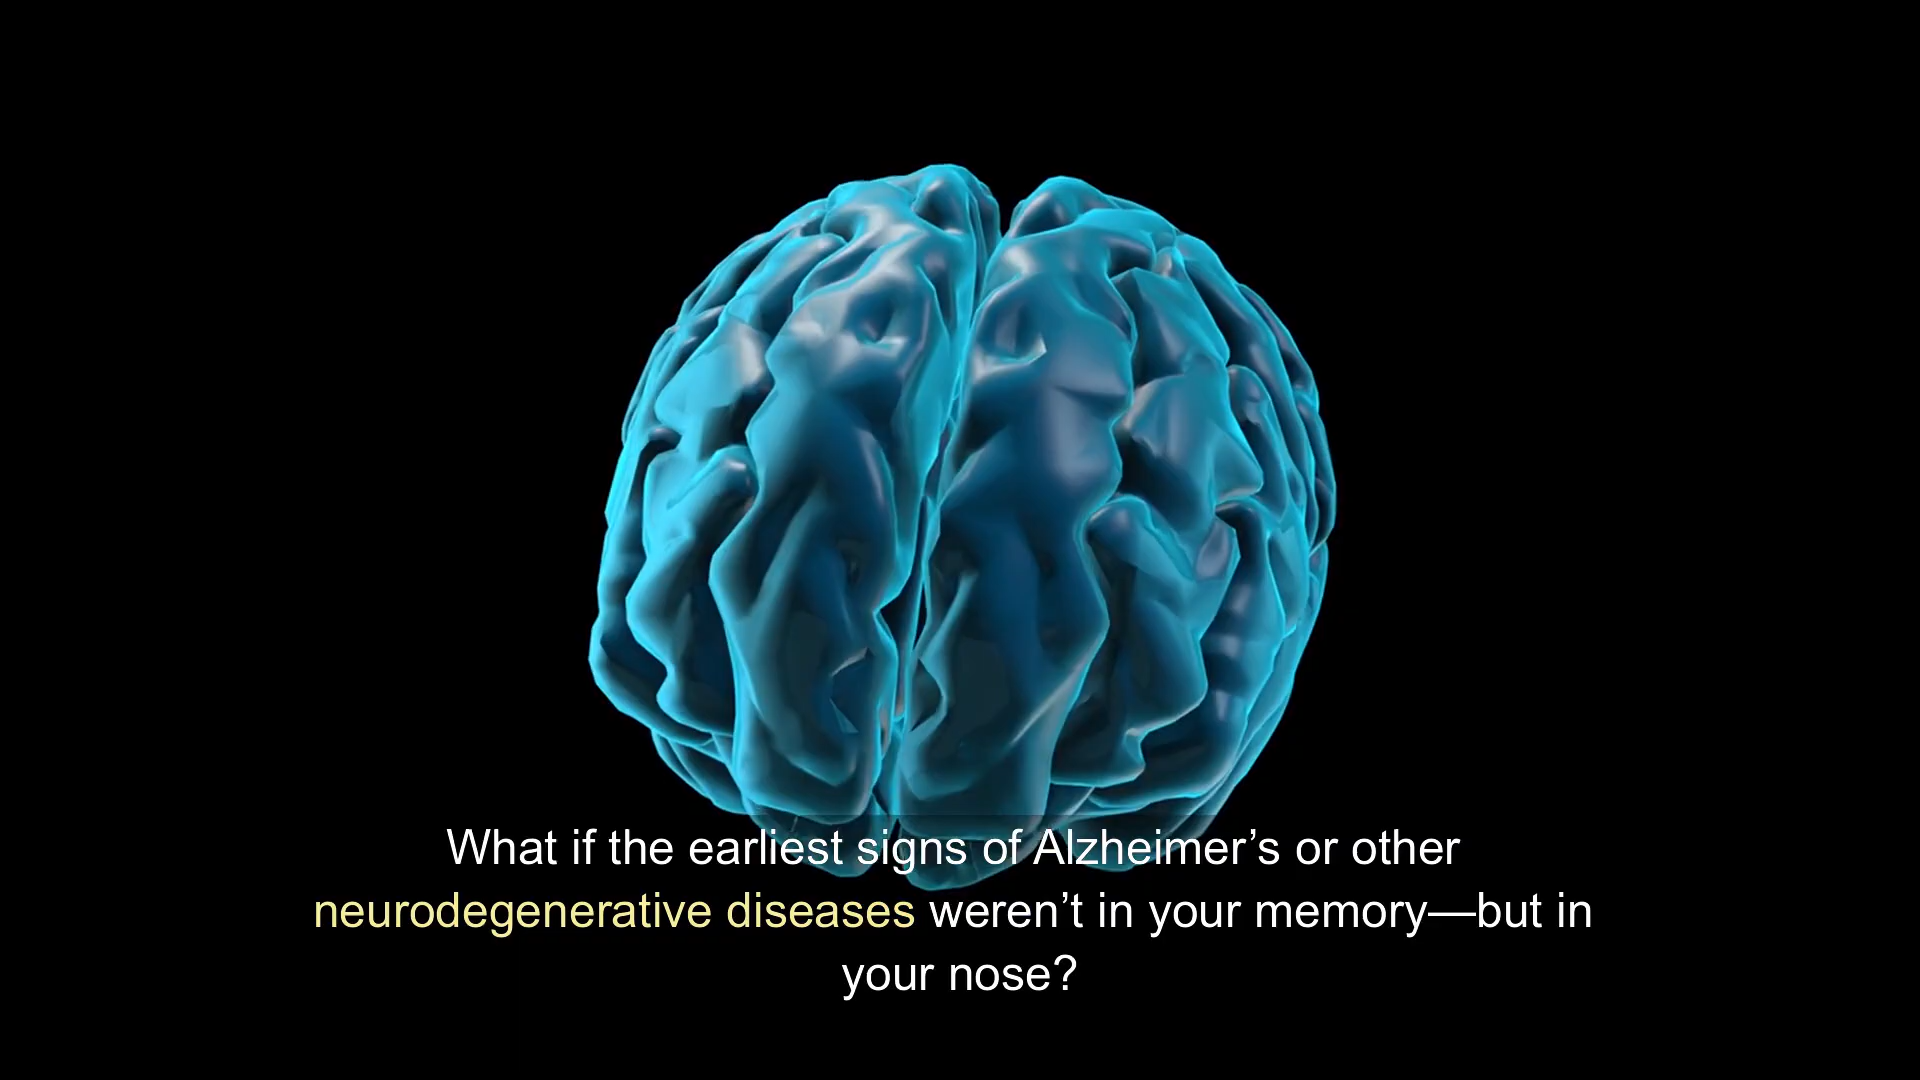 What if the earliest signs of Alzheimer’s or other
neurodegenerative diseases weren’t in your memory—but in
your nose?